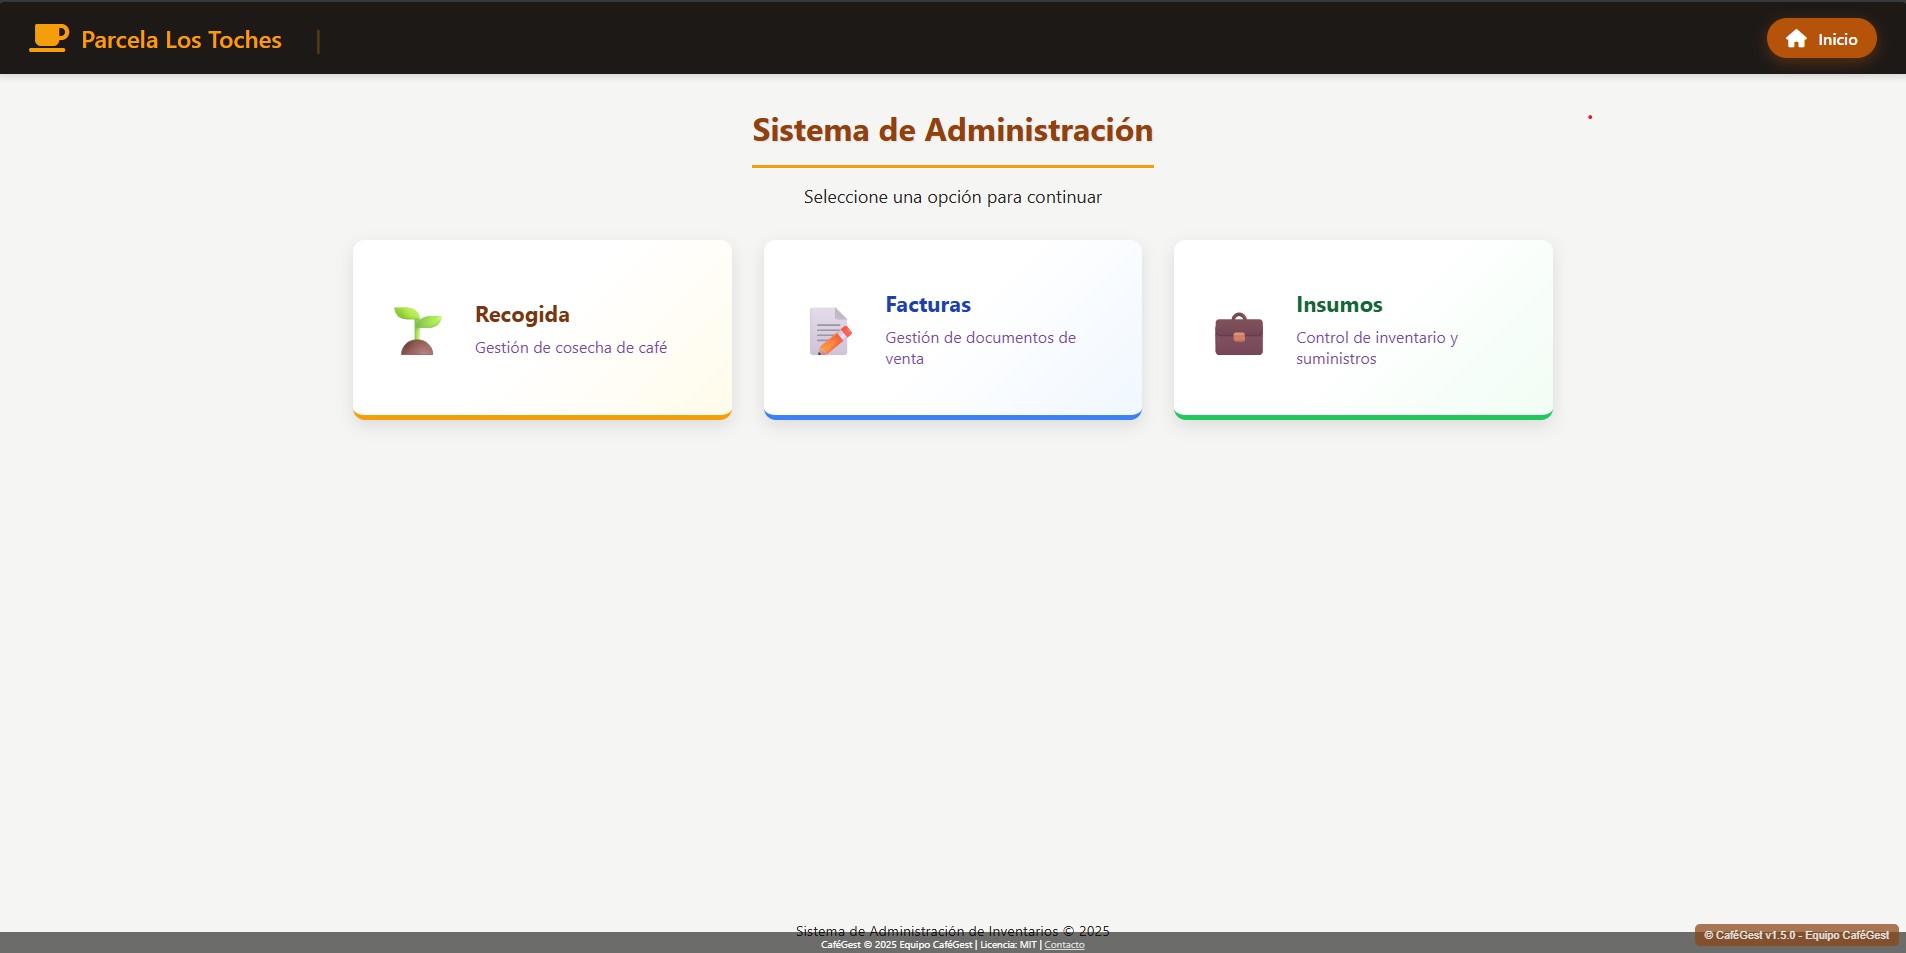 Parcela Los Toches |
Inicio
Sistema de Administración
Seleccione una opción para continuar
Recogida
Gestión de cosecha de café
Facturas
Gestión de documentos de
venta
Insumos
Control de inventario y
suministros
Sistema de Administración de Inventarios © 2025
CaféGest © 2025 Equipo CaféGest | Licencia: MIT | Contacto
© CaféGest v1.5.0 - Equipo CaféGest